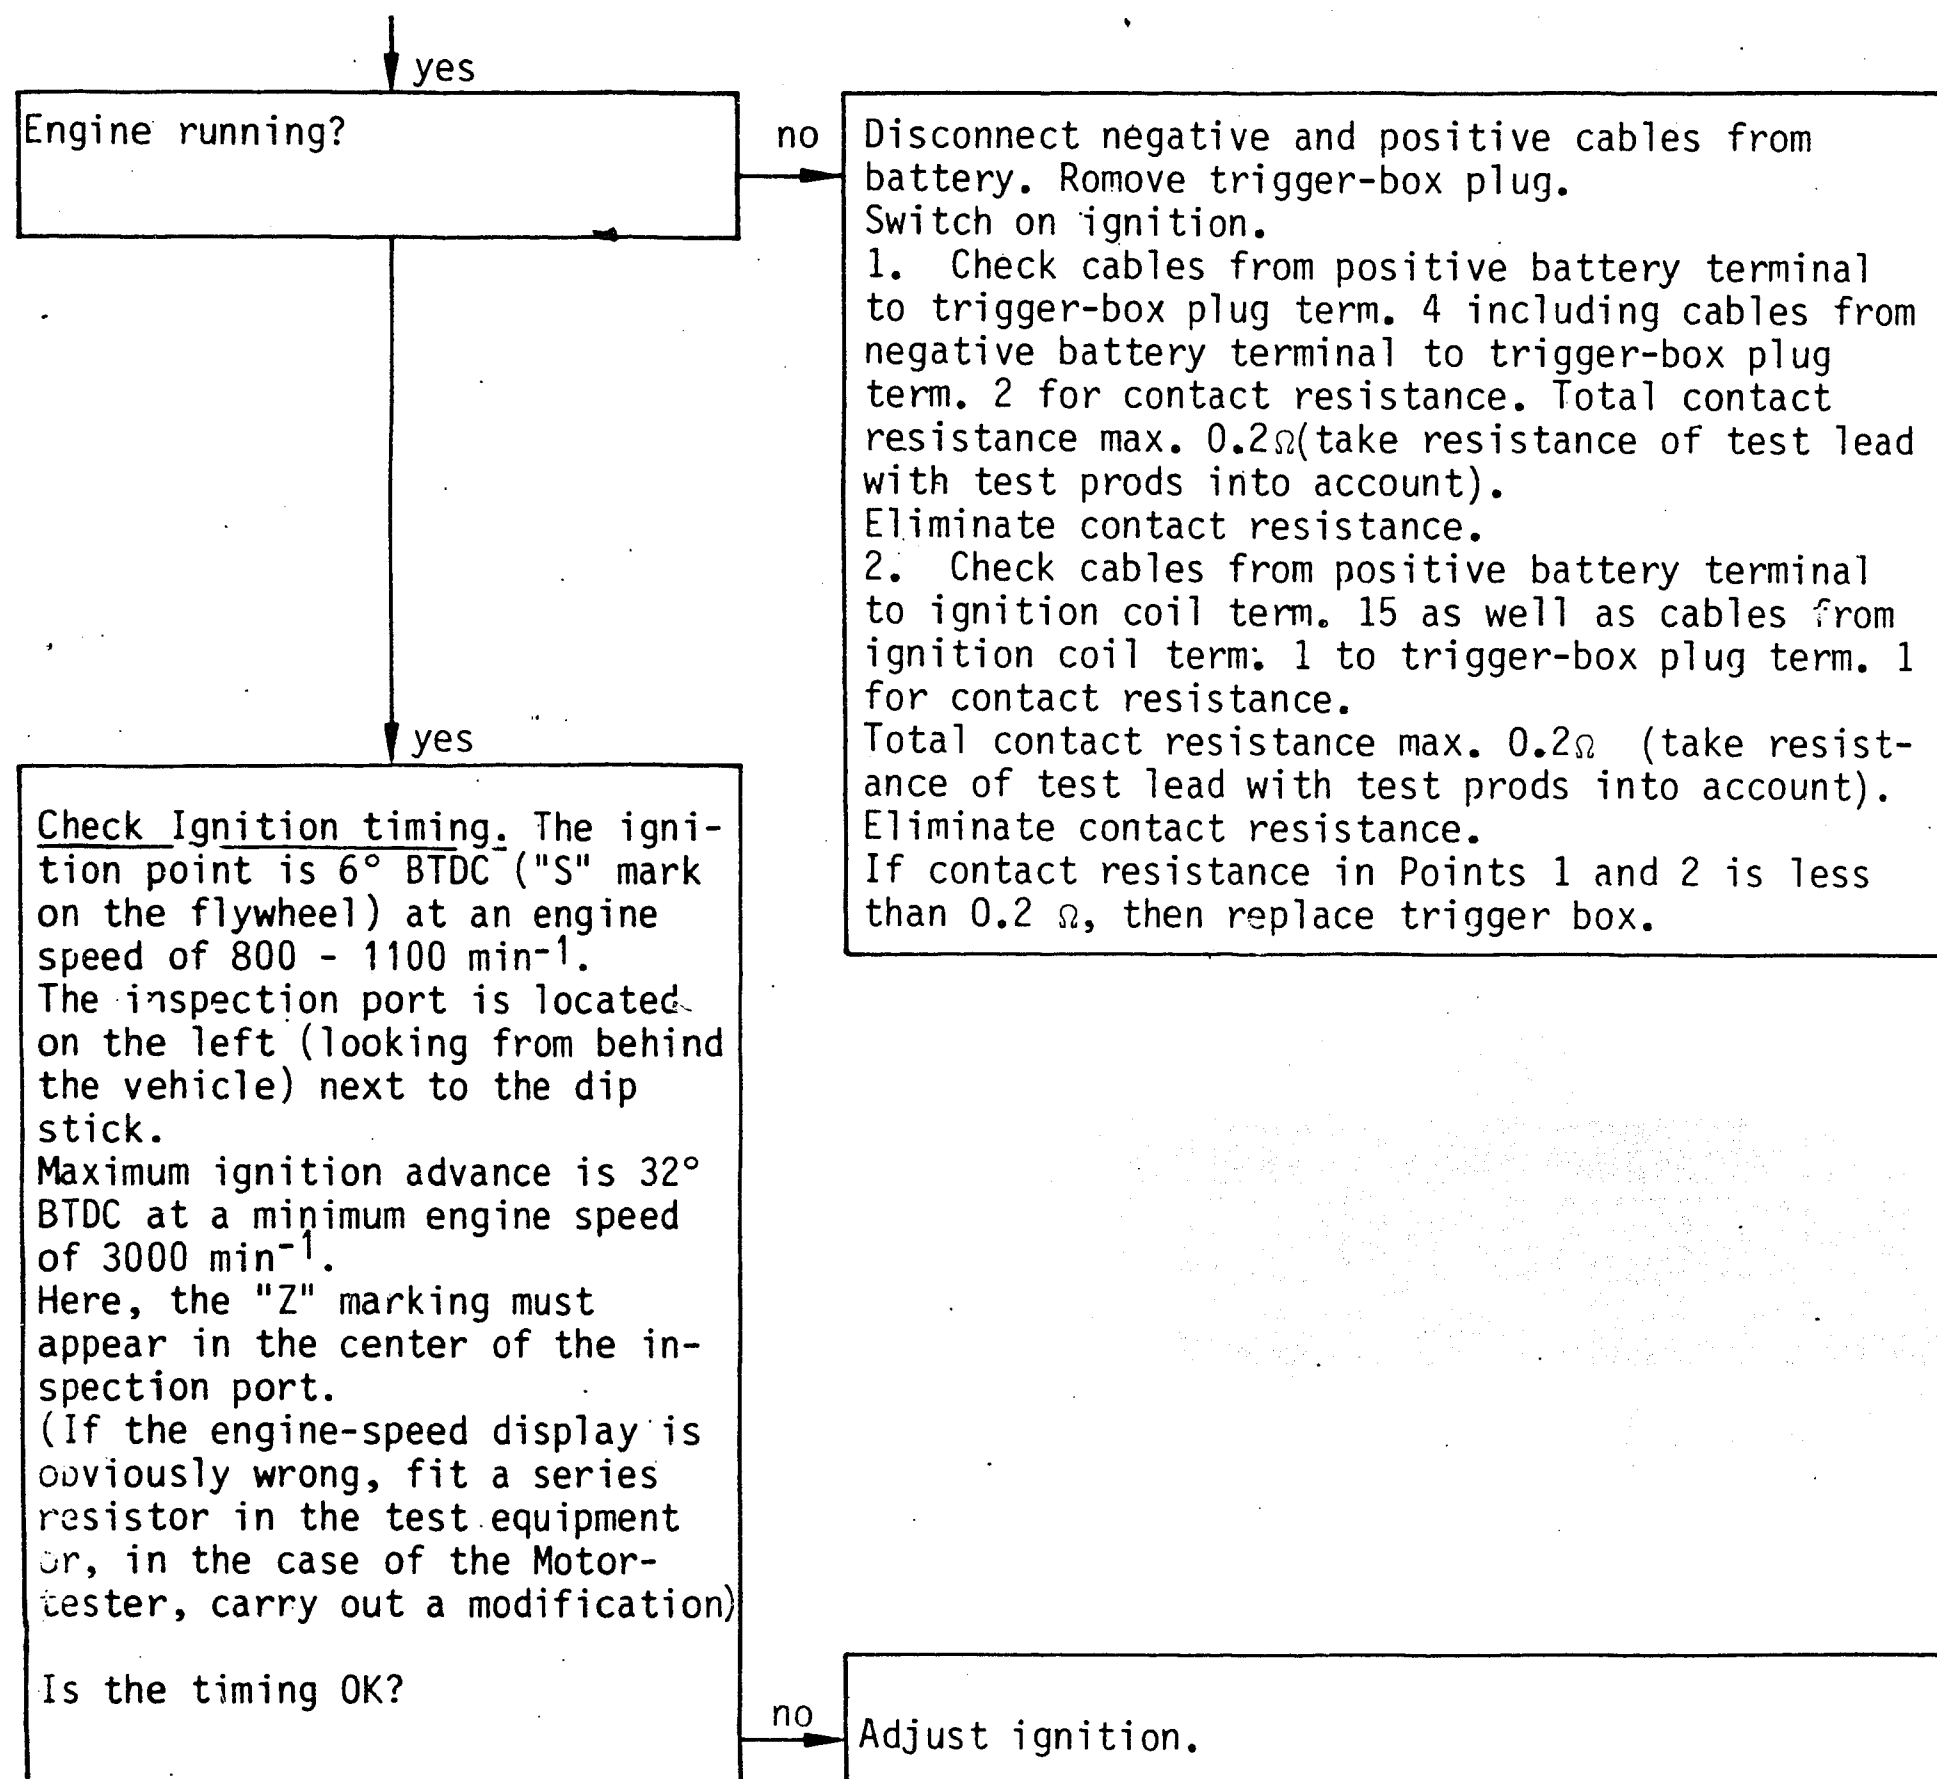 yes
Engine running?
no
Disconnect negative and positive cables from
battery. Romove trigger-box plug.
Switch on ignition.
1. Check cables from positive battery terminal
to trigger-box plug term. 4 including cables from
negative battery terminal to trigger-box plug
term. 2 for contact resistance. Total contact
resistance max. 0.2Ω(take resistance of test lead
with test prods into account).
Eliminate contact resistance.
2. Check cables from positive battery terminal
to ignition coil term. 15 as well as cables from
ignition coil term. 1 to trigger-box plug term. 1
for contact resistance.
Total contact resistance max. 0.2Ω (take resist-
ance of test lead with test prods into account).
Eliminate contact resistance.
If contact resistance in Points 1 and 2 is less
than 0.2 Ω, then replace trigger box.
yes
Check Ignition timing. The igni-
tion point is 6° BTDC ("S" mark
on the flywheel) at an engine
speed of 800 - 1100 min⁻¹.
The inspection port is located
on the left (looking from behind
the vehicle) next to the dip
stick.
Maximum ignition advance is 32°
BTDC at a minimum engine speed
of 3000 min⁻¹.
Here, the "Z" marking must
appear in the center of the in-
spection port.
(If the engine-speed display is
obviously wrong, fit a series
resistor in the test equipment
or, in the case of the Motor-
tester, carry out a modification)
Is the timing OK?
no
Adjust ignition.